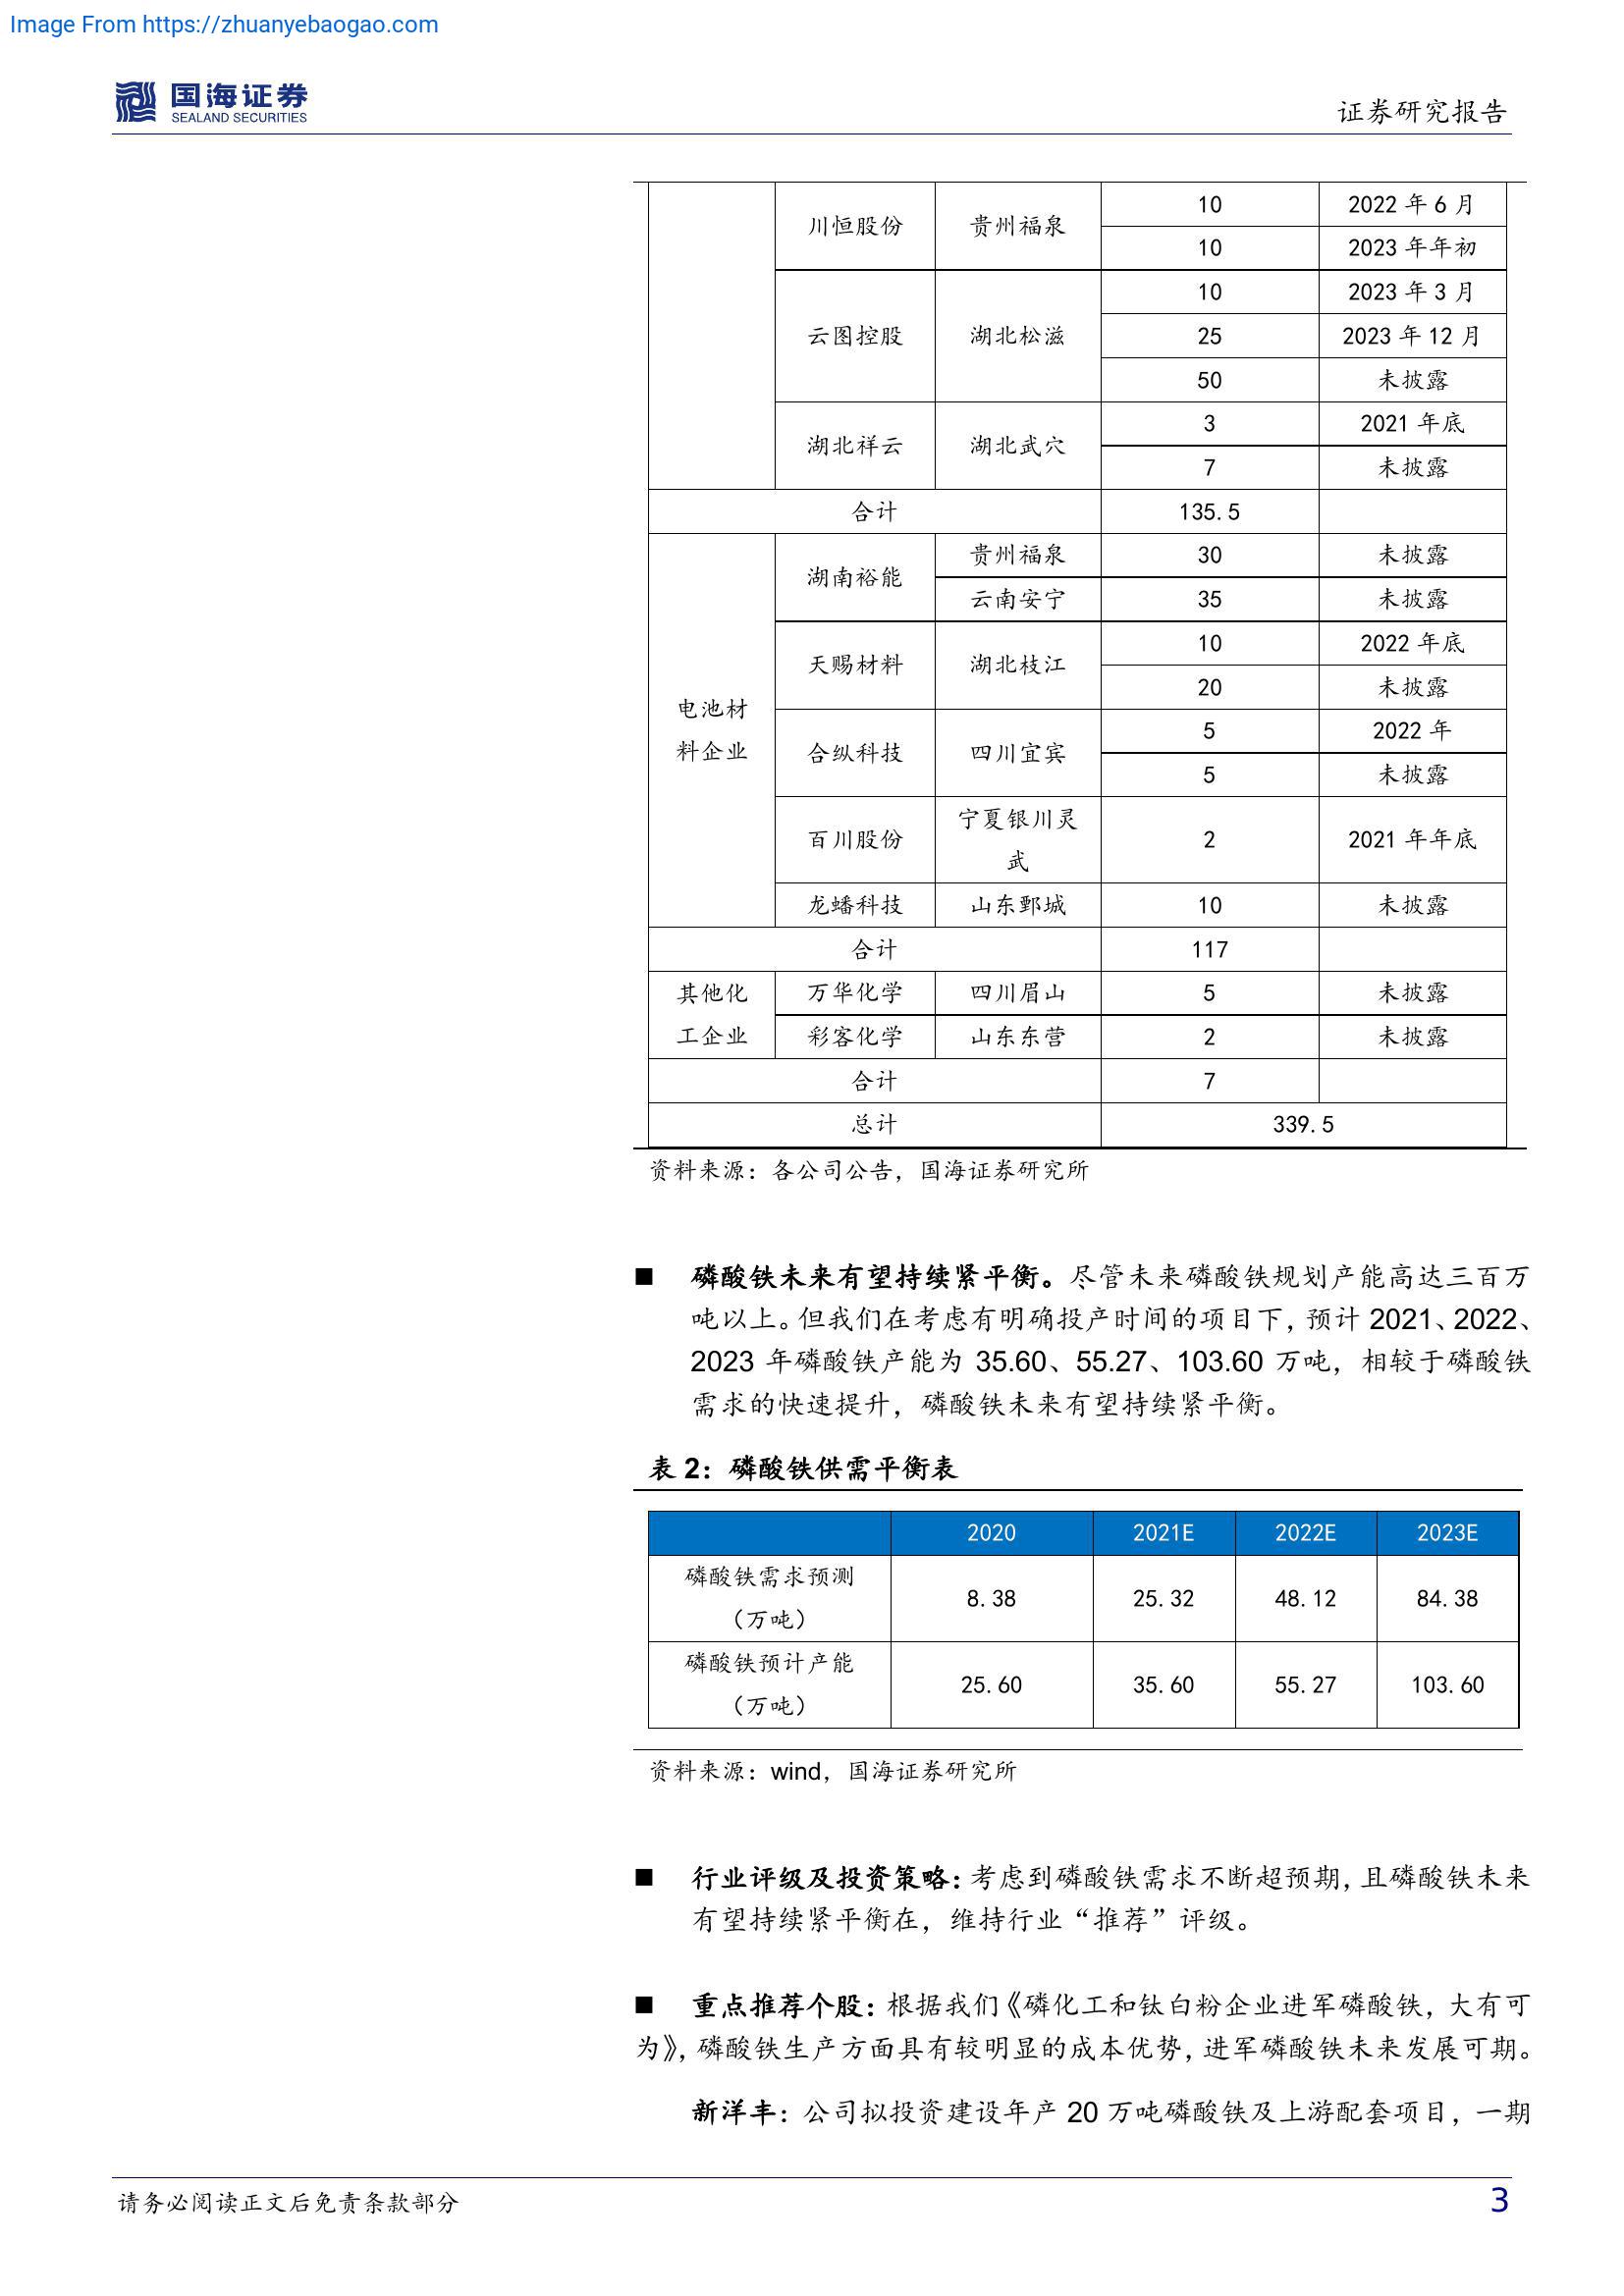 Image From https://zhuanyebaogao.com
国海证券
SEALAND SECURITIES
证券研究报告
川恒股份 贵州福泉 10 2022 年 6 月
10 2023 年年初
云图控股 湖北松滋 10 2023 年 3 月
25 2023 年 12 月
50 未披露
湖北祥云 湖北武穴 3 2021 年底
7 未披露
合计 135.5
电池材
料企业
湖南裕能 贵州福泉 30 未披露
云南安宁 35 未披露
天赐材料 湖北枝江 10 2022 年底
20 未披露
合纵科技 四川宜宾 5 2022 年
5 未披露
百川股份 宁夏银川灵
武 2 2021 年年底
龙蟠科技 山东鄄城 10 未披露
合计 117
其他化
工企业
万华化学 四川眉山 5 未披露
彩客化学 山东东营 2 未披露
合计 7
总计 339.5
资料来源：各公司公告，国海证券研究所
■ 磷酸铁未来有望持续紧平衡。尽管未来磷酸铁规划产能高达三百万
吨以上。但我们在考虑有明确投产时间的项目下，预计 2021、2022、
2023 年磷酸铁产能为 35.60、55.27、103.60 万吨，相较于磷酸铁
需求的快速提升，磷酸铁未来有望持续紧平衡。
表 2：磷酸铁供需平衡表
2020 2021E 2022E 2023E
磷酸铁需求预测
（万吨） 8.38 25.32 48.12 84.38
磷酸铁预计产能
（万吨） 25.60 35.60 55.27 103.60
资料来源：wind，国海证券研究所
■ 行业评级及投资策略：考虑到磷酸铁需求不断超预期，且磷酸铁未来
有望持续紧平衡在，维持行业“推荐”评级。
■ 重点推荐个股：根据我们《磷化工和钛白粉企业进军磷酸铁，大有可
为》，磷酸铁生产方面具有较明显的成本优势，进军磷酸铁未来发展可期。
新洋丰：公司拟投资建设年产 20 万吨磷酸铁及上游配套项目，一期
请务必阅读正文后免责条款部分
3